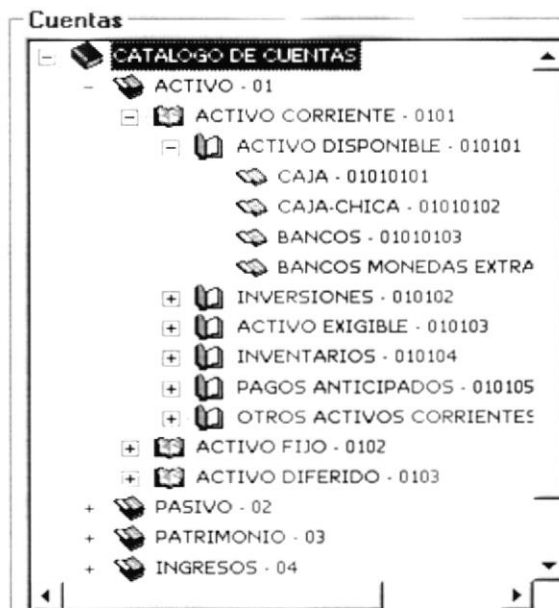 Cuentas
CATALOGO DE CUENTAS
ACTIVO - 01
ACTIVO CORRIENTE - 0101
ACTIVO DISPONIBLE - 010101
CAJA - 01010101
CAJA-CHICA - 01010102
BANCOS - 01010103
BANCOS MONEDAS EXTRA
INVERSIONES - 010102
ACTIVO EXIGIBLE - 010103
INVENTARIOS - 010104
PAGOS ANTICIPADOS - 010105
OTROS ACTIVOS CORRIENTES
ACTIVO FIJO - 0102
ACTIVO DIFERIDO - 0103
PASIVO - 02
PATRIMONIO - 03
INGRESOS - 04